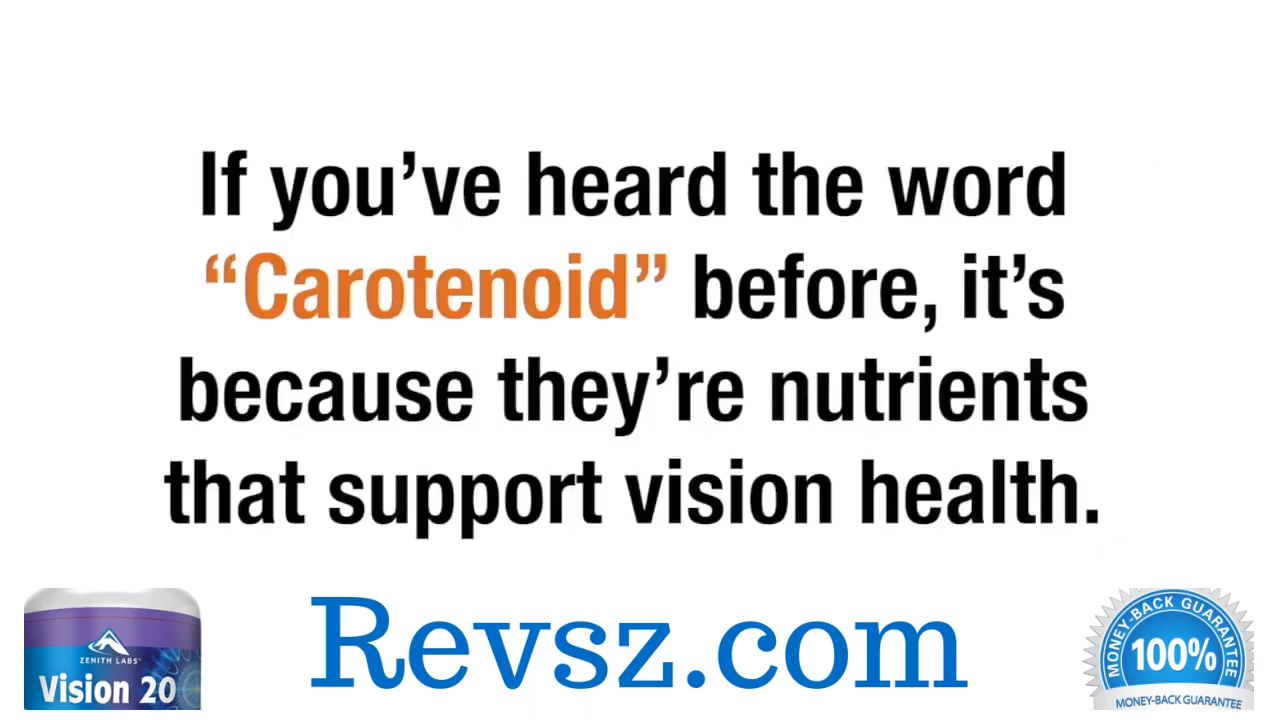 If you’ve heard the word
“Carotenoid” before, it’s
because they’re nutrients
that support vision health.
Revsz.com
ZENITH LABS™
Vision 20
MONEY-BACK GUARANTEE
100%
MONEY-BACK GUARANTEE